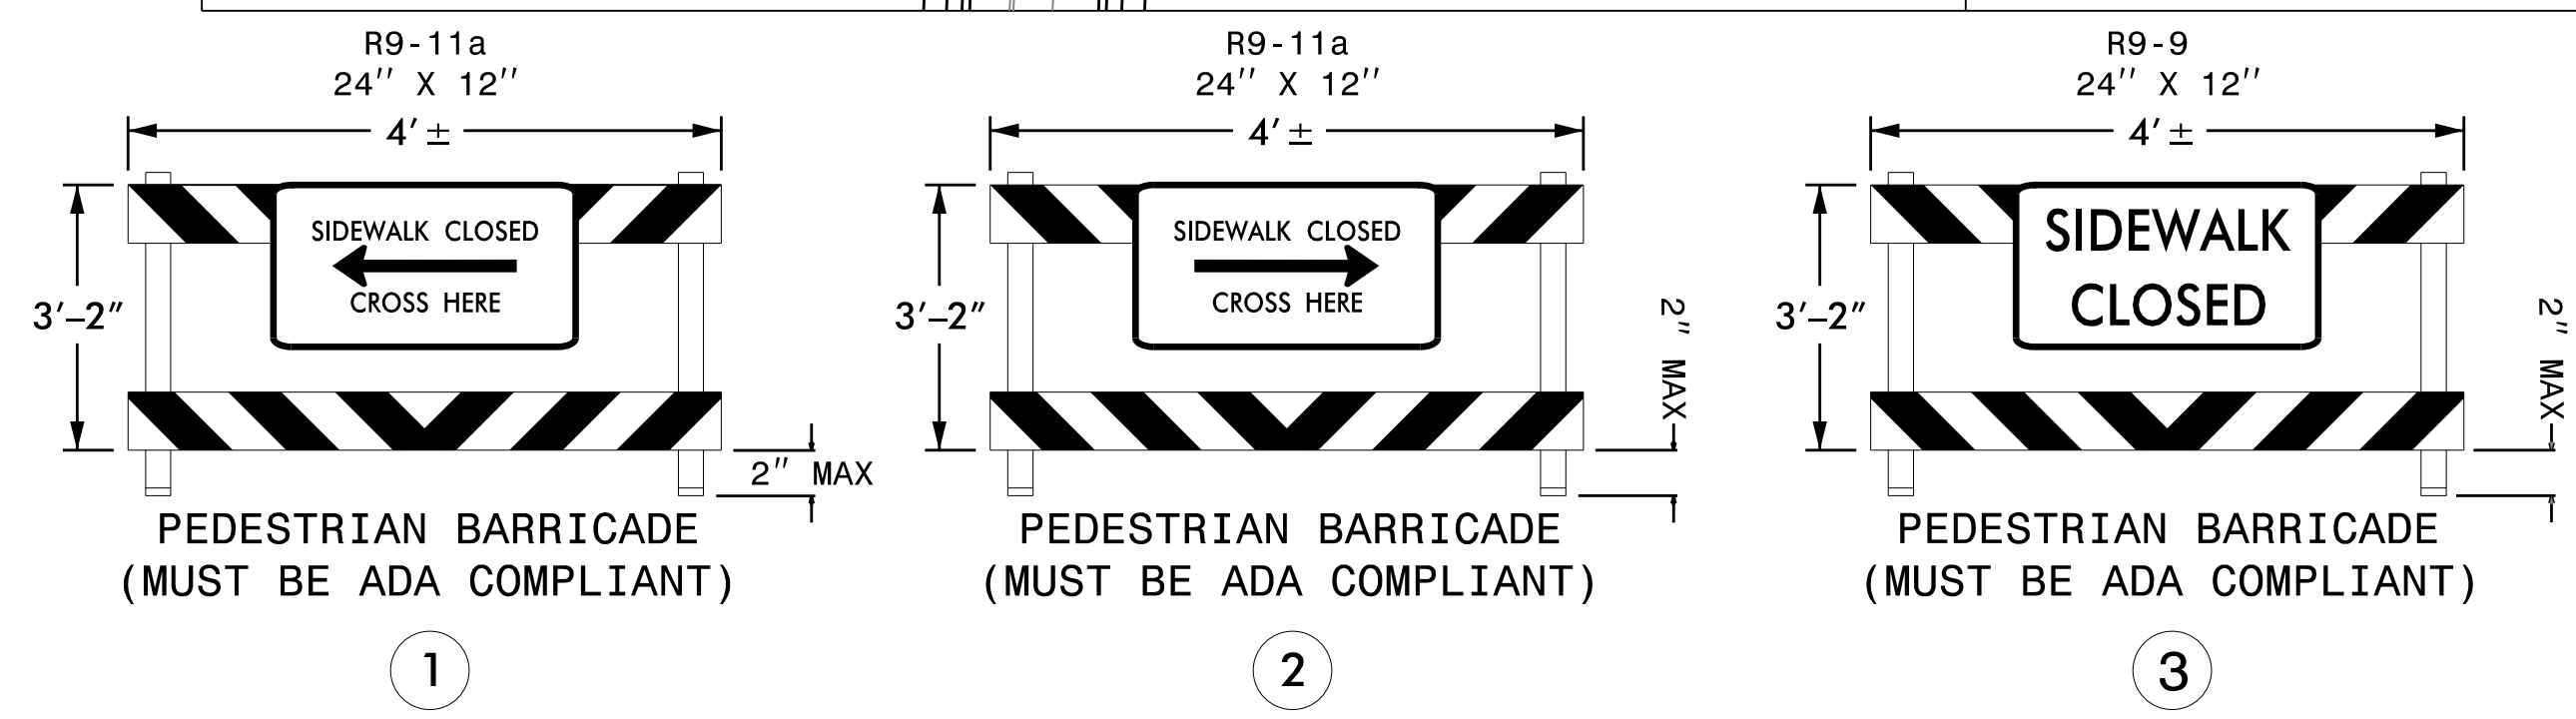 R9-11a
24'' X 12''
4' ±
SIDEWALK CLOSED
CROSS HERE
3'–2"
2" MAX
PEDESTRIAN BARRICADE
(MUST BE ADA COMPLIANT)
1
R9-11a
24'' X 12''
4' ±
SIDEWALK CLOSED
CROSS HERE
3'–2"
2" MAX
PEDESTRIAN BARRICADE
(MUST BE ADA COMPLIANT)
2
R9-9
24'' X 12''
4' ±
SIDEWALK
CLOSED
3'–2"
2" MAX
PEDESTRIAN BARRICADE
(MUST BE ADA COMPLIANT)
3